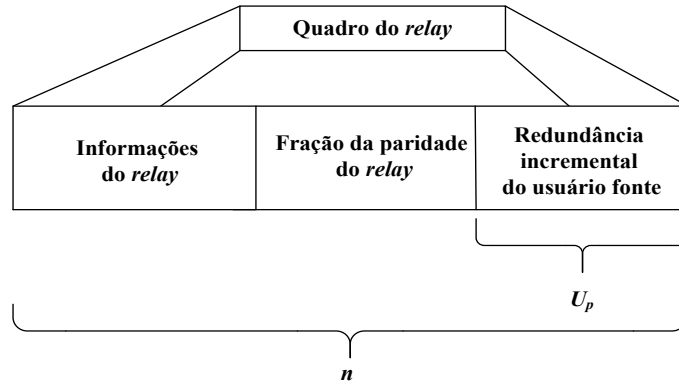 Quadro do relay
Informações
do relay
Fração da paridade
do relay
Redundância
incremental
do usuário fonte
Up
n